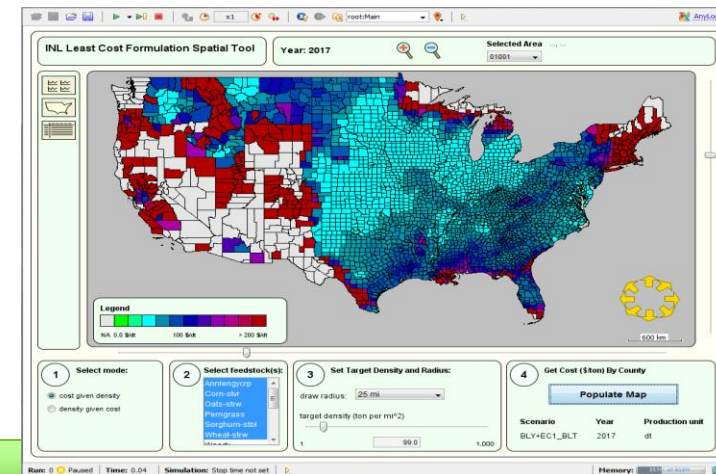 x1
root:Main
AnyLo
INL Least Cost Formulation Spatial Tool
Year: 2017
Selected Area
01001
Legend
NA 0.0 $/dt 100 $/dt > 200 $/dt
600 km
1 Select mode:
cost given density
density given cost
2 Select feedstock(s):
Annlengycrp
Corn-stvr
Oats-strw
Perngrass
Sorghum-stbl
Wheat-strw
3 Set Target Density and Radius:
draw radius: 25 mi
target density (ton per mi^2)
1 99.0 1,000
4 Get Cost ($/ton) By County
Populate Map
Scenario Year Production unit
BLY+EC1_BLT 2017 dt
Run: 0 Paused Time: 0.04 Simulation: Stop time not set Memory: